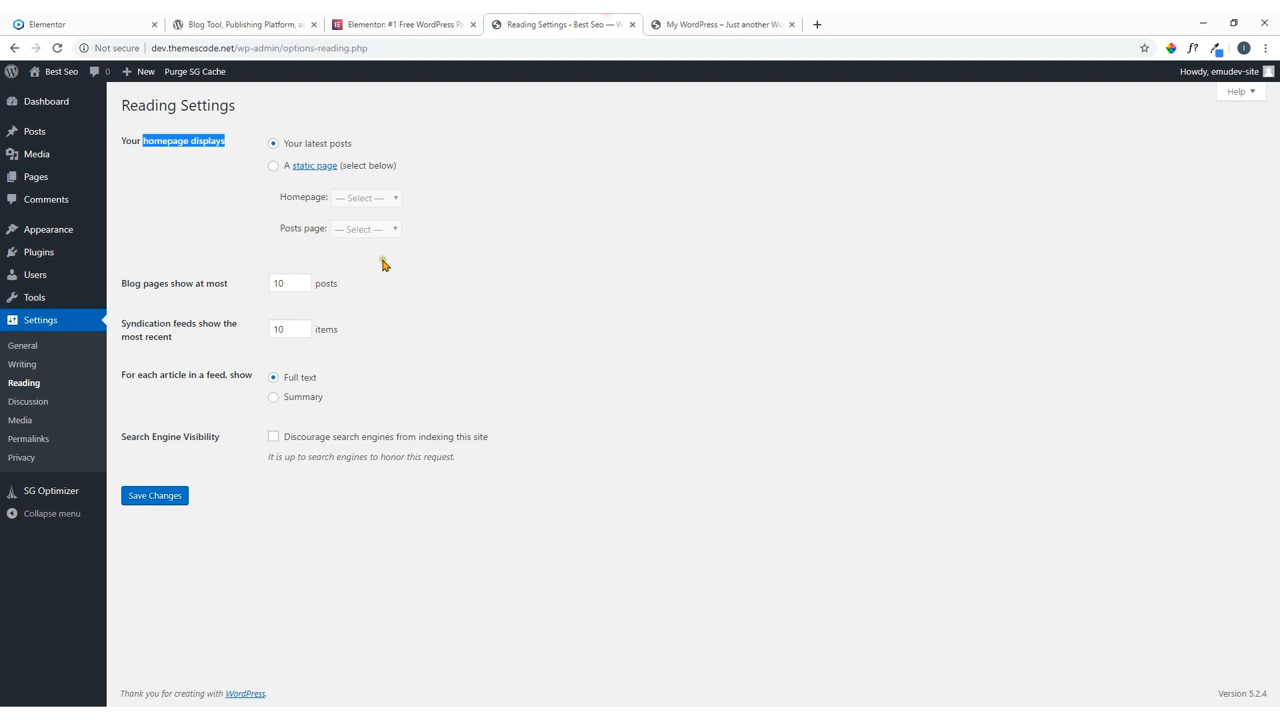 Elementor
Blog Tool, Publishing Platform, a
Elementor: #1 Free WordPress Pa
Reading Settings ‹ Best Seo — W
My WordPress – Just another Wo
Not secure dev.themescode.net/wp-admin/options-reading.php
Best Seo 0 New Purge SG Cache
Howdy, emudev-site
Dashboard
Posts
Media
Pages
Comments
Appearance
Plugins
Users
Tools
Settings
General
Writing
Reading
Discussion
Media
Permalinks
Privacy
SG Optimizer
Collapse menu
Help
Reading Settings
Your homepage displays
Your latest posts
A static page (select below)
Homepage: — Select —
Posts page: — Select —
Blog pages show at most 10 posts
Syndication feeds show the
most recent
10 items
For each article in a feed, show
Full text
Summary
Search Engine Visibility
Discourage search engines from indexing this site
It is up to search engines to honor this request.
Save Changes
Thank you for creating with WordPress.
Version 5.2.4